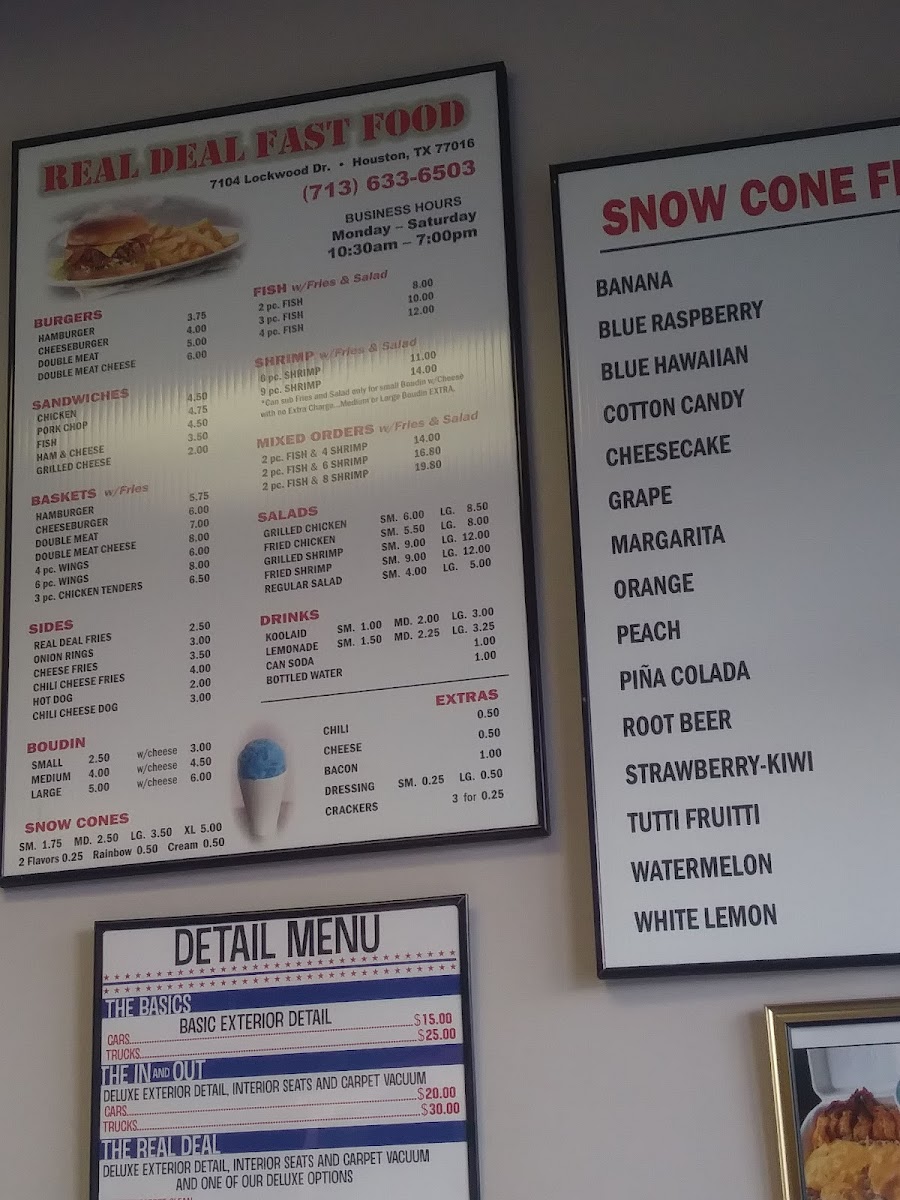 REAL DEAL FAST FOOD
7104 Lockwood Dr. • Houston, TX 77016
(713) 633-6503
BUSINESS HOURS
Monday – Saturday
10:30am – 7:00pm
BURGERS
HAMBURGER 3.75
CHEESEBURGER 4.00
DOUBLE MEAT 5.00
DOUBLE MEAT CHEESE 6.00
SANDWICHES
CHICKEN 4.50
PORK CHOP 4.75
FISH 4.50
HAM & CHEESE 3.50
GRILLED CHEESE 2.00
BASKETS w/Fries
HAMBURGER 5.75
CHEESEBURGER 6.00
DOUBLE MEAT 7.00
DOUBLE MEAT CHEESE 8.00
4 pc. WINGS 6.00
6 pc. WINGS 8.00
3 pc. CHICKEN TENDERS 6.50
SIDES
REAL DEAL FRIES 2.50
ONION RINGS 3.00
CHEESE FRIES 3.50
CHILI CHEESE FRIES 4.00
HOT DOG 2.00
CHILI CHEESE DOG 3.00
BOUDIN
SMALL 2.50 w/cheese 3.00
MEDIUM 4.00 w/cheese 4.50
LARGE 5.00 w/cheese 6.00
SNOW CONES
SM. 1.75 MD. 2.50 LG. 3.50 XL 5.00
2 Flavors 0.25 Rainbow 0.50 Cream 0.50
FISH w/Fries & Salad
2 pc. FISH 8.00
3 pc. FISH 10.00
4 pc. FISH 12.00
SHRIMP w/Fries & Salad
6 pc. SHRIMP 11.00
9 pc. SHRIMP 14.00
*Can sub Fries and Salad only for small Boudin w/Cheese
with no Extra Charge...Medium or Large Boudin EXTRA.
MIXED ORDERS w/Fries & Salad
2 pc. FISH & 4 SHRIMP 14.00
2 pc. FISH & 6 SHRIMP 16.80
2 pc. FISH & 8 SHRIMP 19.80
SALADS
GRILLED CHICKEN SM. 6.00 LG. 8.50
FRIED CHICKEN SM. 5.50 LG. 8.00
GRILLED SHRIMP SM. 9.00 LG. 12.00
FRIED SHRIMP SM. 9.00 LG. 12.00
REGULAR SALAD SM. 4.00 LG. 5.00
DRINKS
KOOLAID SM. 1.00 MD. 2.00 LG. 3.00
LEMONADE SM. 1.50 MD. 2.25 LG. 3.25
CAN SODA 1.00
BOTTLED WATER 1.00
EXTRAS
CHILI 0.50
CHEESE 0.50
BACON 1.00
DRESSING SM. 0.25 LG. 0.50
CRACKERS 3 for 0.25
SNOW CONE F
BANANA
BLUE RASPBERRY
BLUE HAWAIIAN
COTTON CANDY
CHEESECAKE
GRAPE
MARGARITA
ORANGE
PEACH
PIÑA COLADA
ROOT BEER
STRAWBERRY-KIWI
TUTTI FRUITTI
WATERMELON
WHITE LEMON
DETAIL MENU
THE BASICS
BASIC EXTERIOR DETAIL
CARS $15.00
TRUCKS $25.00
THE IN AND OUT
DELUXE EXTERIOR DETAIL, INTERIOR SEATS AND CARPET VACUUM
CARS $20.00
TRUCKS $30.00
THE REAL DEAL
DELUXE EXTERIOR DETAIL, INTERIOR SEATS AND CARPET VACUUM
AND ONE OF OUR DELUXE OPTIONS